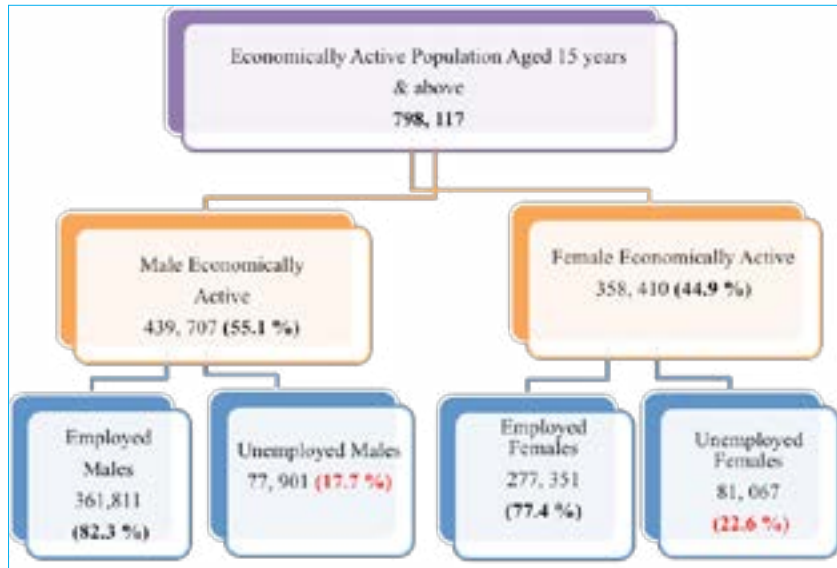 Economically Active Population Aged 15 years
& above
798, 117
Male Economically
Active
439, 707 (55.1 %)
Female Economically Active
358, 410 (44.9 %)
Employed
Males
361,811
(82.3 %)
Unemployed Males
77, 901 (17.7 %)
Employed
Females
277, 351
(77.4 %)
Unemployed
Females
81, 067
(22.6 %)